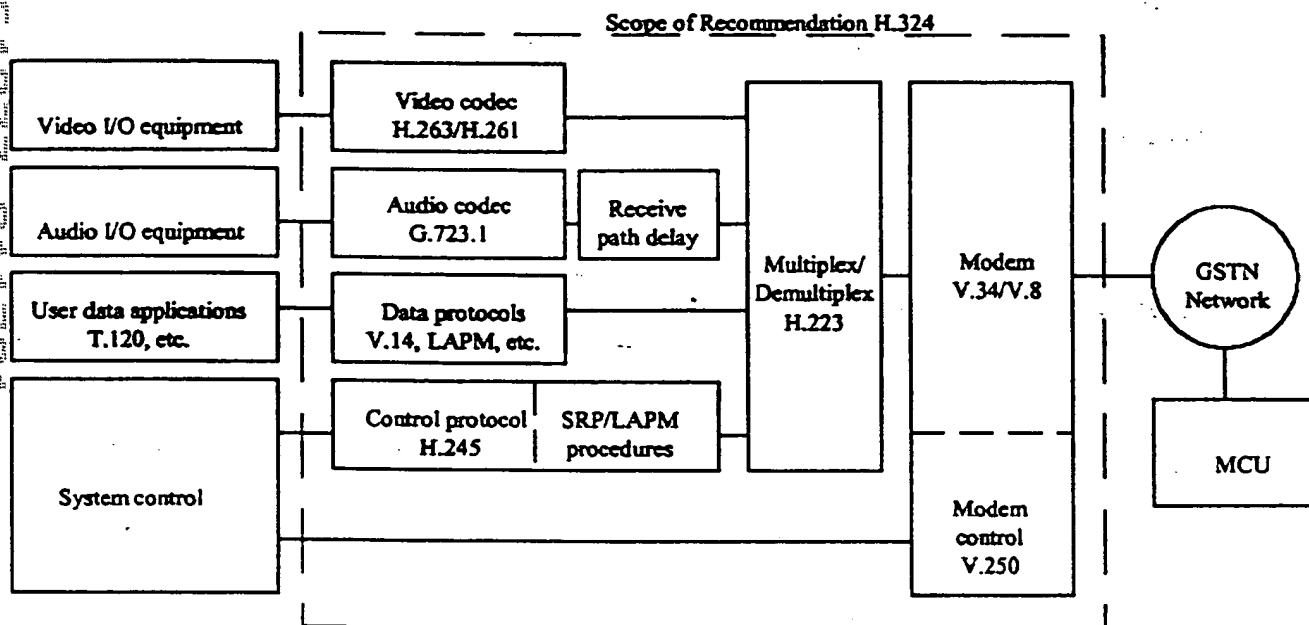 Scope of Recommendation H.324
Video I/O equipment
Video codec
H.263/H.261
Audio I/O equipment
Audio codec
G.723.1
Receive
path delay
User data applications
T.120, etc.
Data protocols
V.14, LAPM, etc.
Multiplex/
Demultiplex
H.223
Modem
V.34/V.8
GSTN
Network
System control
Control protocol
H.245
SRP/LAPM
procedures
Modem
control
V.250
MCU